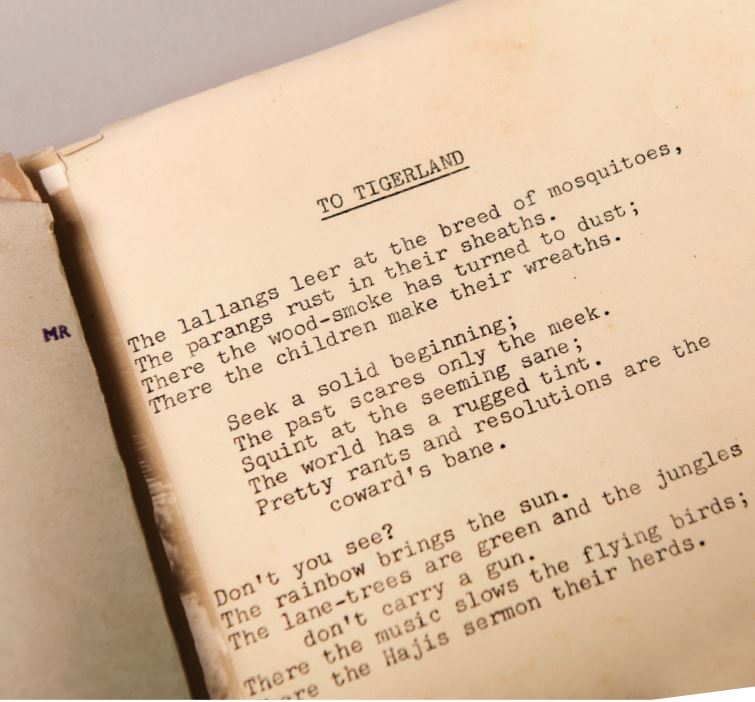 MR
TO TIGERLAND
The lallangs leer at the breed of mosquitoes,
The parangs rust in their sheaths.
There the wood-smoke has turned to dust;
There the children make their wreaths.
Seek a solid beginning;
The past scares only the meek.
Squint at the seeming sane;
The world has a rugged tint.
Pretty rants and resolutions are the
coward's bane.
Don't you see?
The rainbow brings the sun.
The lane-trees are green and the jungles
don't carry a gun.
There the music slows the flying birds;
the Hajis sermon their herds.